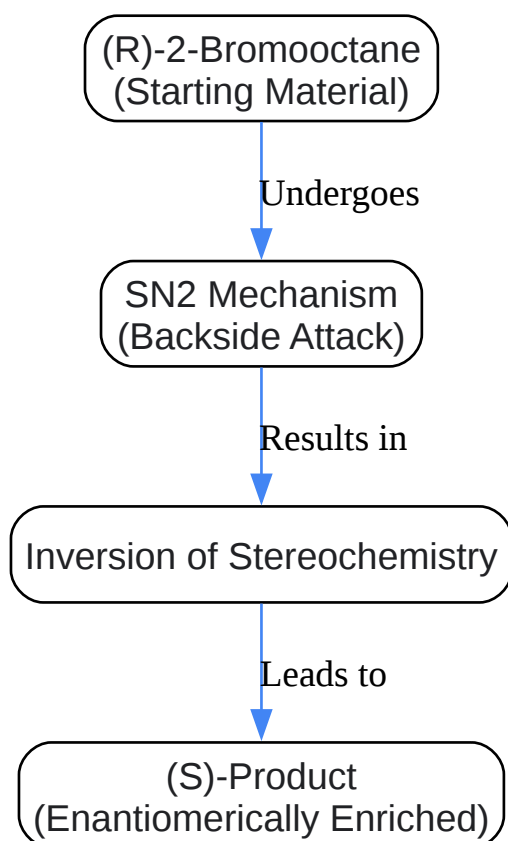 (R)-2-Bromooctane
(Starting Material)
Undergoes
SN2 Mechanism
(Backside Attack)
Results in
Inversion of Stereochemistry
Leads to
(S)-Product
(Enantiomerically Enriched)